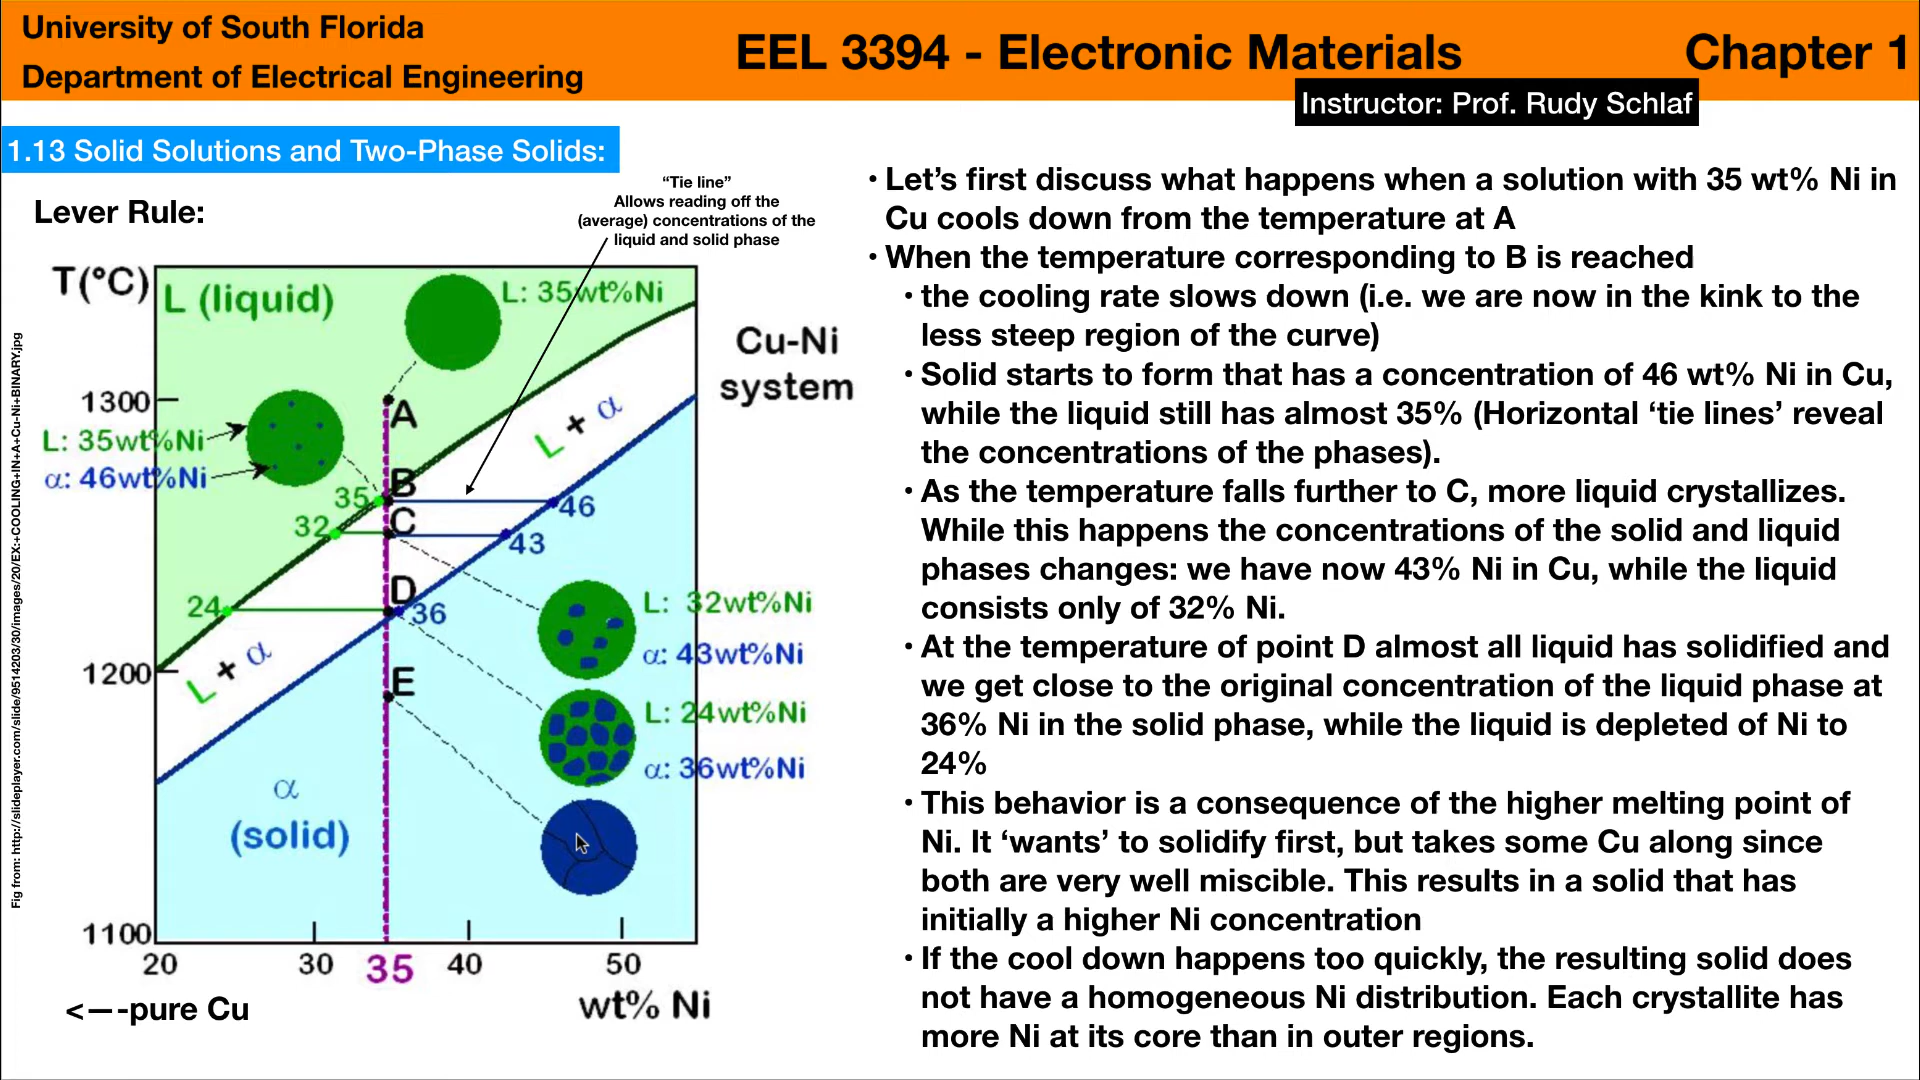 University of South Florida
Department of Electrical Engineering
EEL 3394 - Electronic Materials
Chapter 1
Instructor: Prof. Rudy Schlaf
1.13 Solid Solutions and Two-Phase Solids:
Lever Rule:
“Tie line”
Allows reading off the
(average) concentrations of the
liquid and solid phase
T(°C)
L (liquid)
L: 35wt%Ni
Cu-Ni
system
1300
A
L + α
L: 35wt%Ni
α: 46wt%Ni
B
35
46
32
C
43
D
24
36
L: 32wt%Ni
α: 43wt%Ni
1200
L + α
E
L: 24wt%Ni
α: 36wt%Ni
α
(solid)
1100
20
30
35
40
50
<—-pure Cu
wt% Ni
Fig from: http://slideplayer.com/slide/9514203/30/images/20/EX:+COOLING+IN+A+Cu-Ni+BINARY.jpg
• Let’s first discuss what happens when a solution with 35 wt% Ni in
Cu cools down from the temperature at A
• When the temperature corresponding to B is reached
• the cooling rate slows down (i.e. we are now in the kink to the
less steep region of the curve)
• Solid starts to form that has a concentration of 46 wt% Ni in Cu,
while the liquid still has almost 35% (Horizontal ‘tie lines’ reveal
the concentrations of the phases).
• As the temperature falls further to C, more liquid crystallizes.
While this happens the concentrations of the solid and liquid
phases changes: we have now 43% Ni in Cu, while the liquid
consists only of 32% Ni.
• At the temperature of point D almost all liquid has solidified and
we get close to the original concentration of the liquid phase at
36% Ni in the solid phase, while the liquid is depleted of Ni to
24%
• This behavior is a consequence of the higher melting point of
Ni. It ‘wants’ to solidify first, but takes some Cu along since
both are very well miscible. This results in a solid that has
initially a higher Ni concentration
• If the cool down happens too quickly, the resulting solid does
not have a homogeneous Ni distribution. Each crystallite has
more Ni at its core than in outer regions.